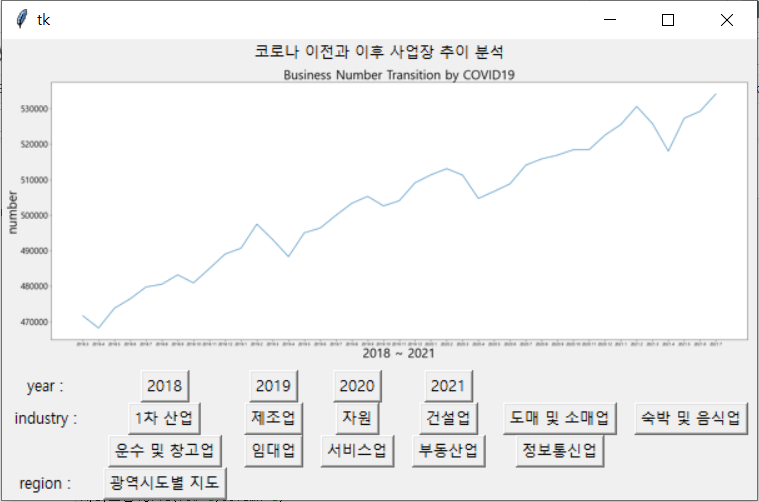 tk
코로나 이전과 이후 사업장 추이 분석
Business Number Transition by COVID19
530000
520000
510000
500000
490000
480000
470000
number
2018 ~ 2021
year : 2018 2019 2020 2021
industry : 1차 산업 제조업 자원 건설업 도매 및 소매업 숙박 및 음식업
운수 및 창고업 임대업 서비스업 부동산업 정보통신업
region : 광역시도별 지도